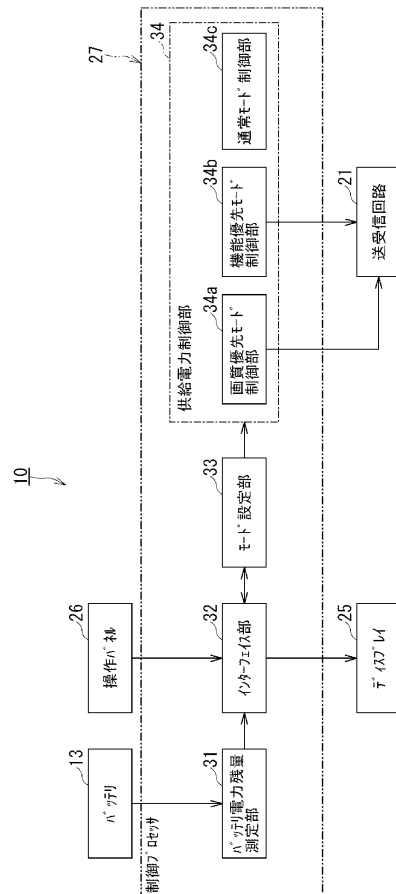 10
27
34
バッテリ
13
操作パネル
26
制御プロセッサ
バッテリ電力残量
測定部
31
インターフェイス部
32
モード設定部
33
供給電力制御部
画質優先モード
制御部
34a
機能優先モード
制御部
34b
通常モード制御部
34c
ディスプレイ
25
送受信回路
21